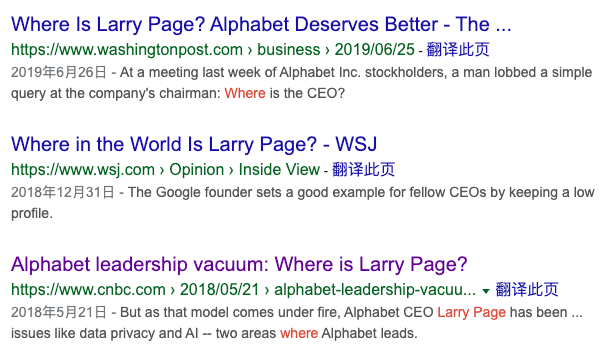 Where Is Larry Page? Alphabet Deserves Better - The ...
https://www.washingtonpost.com › business › 2019/06/25 - 翻译此页
2019年6月26日 - At a meeting last week of Alphabet Inc. stockholders, a man lobbed a simple
query at the company's chairman: Where is the CEO?
Where in the World Is Larry Page? - WSJ
https://www.wsj.com › Opinion › Inside View - 翻译此页
2018年12月31日 - The Google founder sets a good example for fellow CEOs by keeping a low
profile.
Alphabet leadership vacuum: Where is Larry Page?
https://www.cnbc.com › 2018/05/21 › alphabet-leadership-vacuu... 翻译此页
2018年5月21日 - But as that model comes under fire, Alphabet CEO Larry Page has been ...
issues like data privacy and AI -- two areas where Alphabet leads.